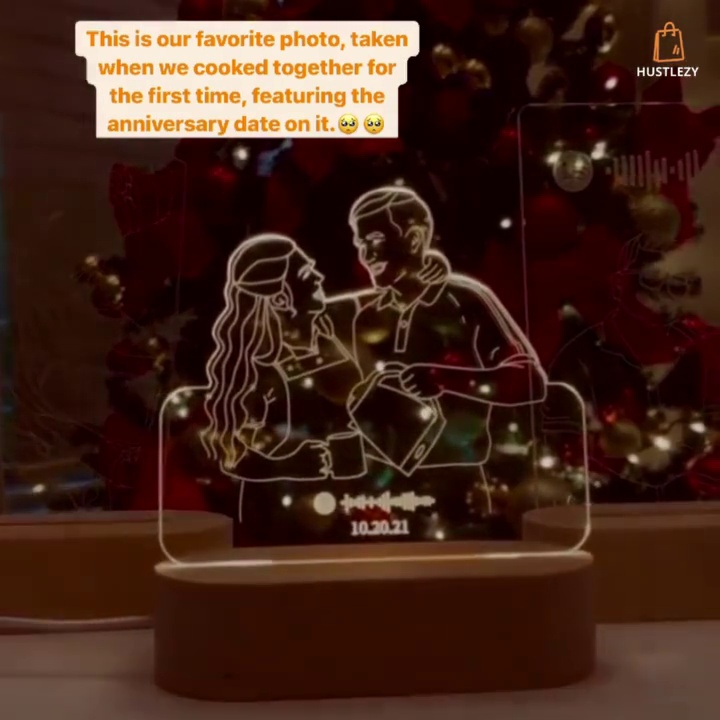 This is our favorite photo, taken
when we cooked together for
the first time, featuring the
anniversary date on it.🥺🥺
HUSTLEZY
10.20.21